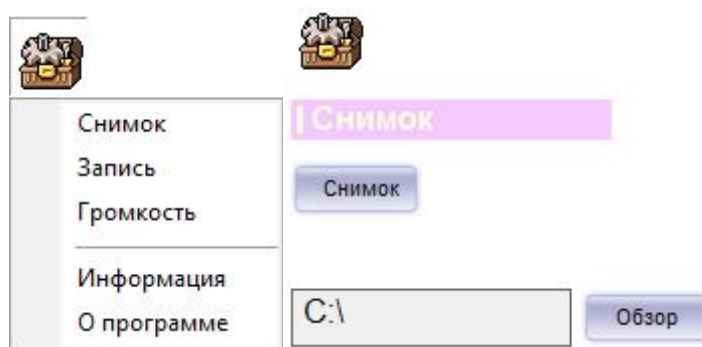 Снимок
Запись
Громкость
Информация
О программе
| Снимок
Снимок
C:\
Обзор